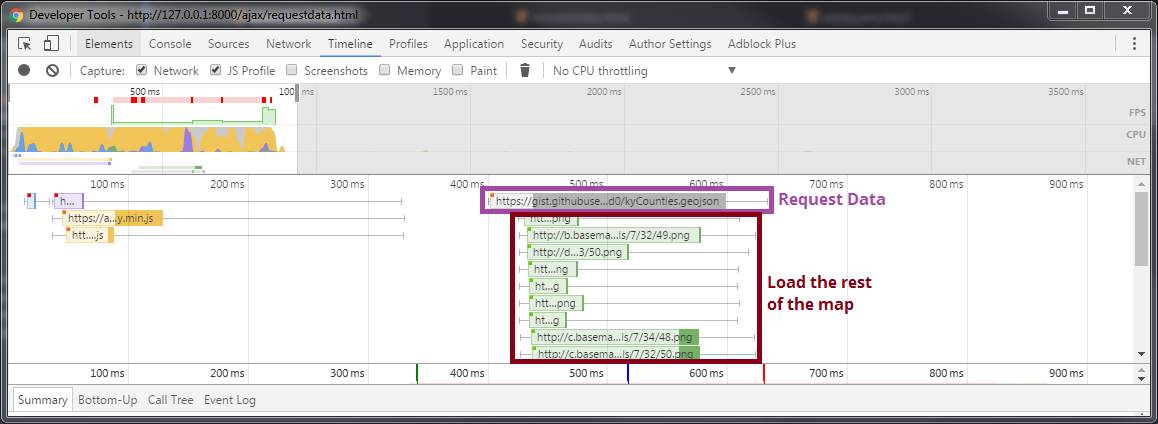 Developer Tools - http://127.0.0.1:8000/ajax/requestdata.html
Elements Console Sources Network Timeline Profiles Application Security Audits Author Settings Adblock Plus
Capture: Network JS Profile Screenshots Memory Paint No CPU throttling
500 ms 100 ms 1500 ms 2000 ms 2500 ms 3000 ms 3500 ms
FPS
CPU
NET
100 ms 200 ms 300 ms 400 ms 500 ms 600 ms 700 ms 800 ms 900 ms
h... https://gist.githubuse...d0/kyCounties.geojson Request Data
https://a...y.min.js htt...png
htt....js http://b.basema...ls/7/32/49.png
http://d...3/50.png
htt...ng
ht...g
Load the rest
of the map
htt...png
ht...g
http://c.basema...ls/7/34/48.png
http://c.basema...ls/7/32/50.png
100 ms 200 ms 300 ms 400 ms 500 ms 600 ms 700 ms 800 ms 900 ms
Summary Bottom-Up Call Tree Event Log